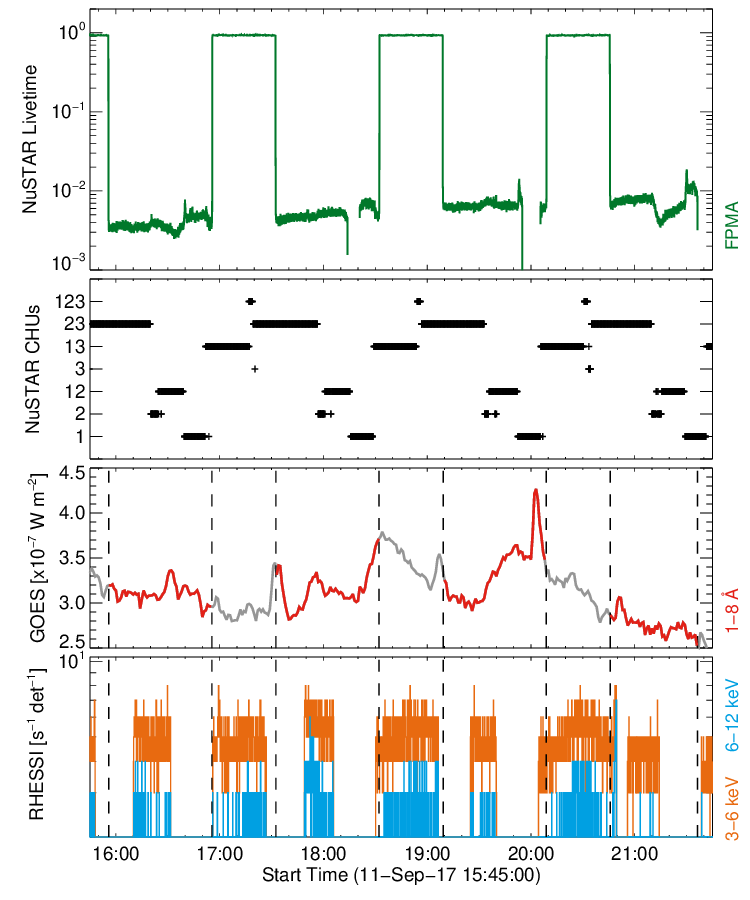 NuSTAR Livetime
10⁰
10⁻¹
10⁻²
10⁻³
FPMA
NuSTAR CHUs
123
23
13
3
12
2
1
GOES [x10⁻⁷ W m⁻²]
4.5
4.0
3.5
3.0
2.5
1−8 Å
RHESSI [s⁻¹ det⁻¹]
10¹
3−6 keV
6−12 keV
16:00 17:00 18:00 19:00 20:00 21:00
Start Time (11−Sep−17 15:45:00)